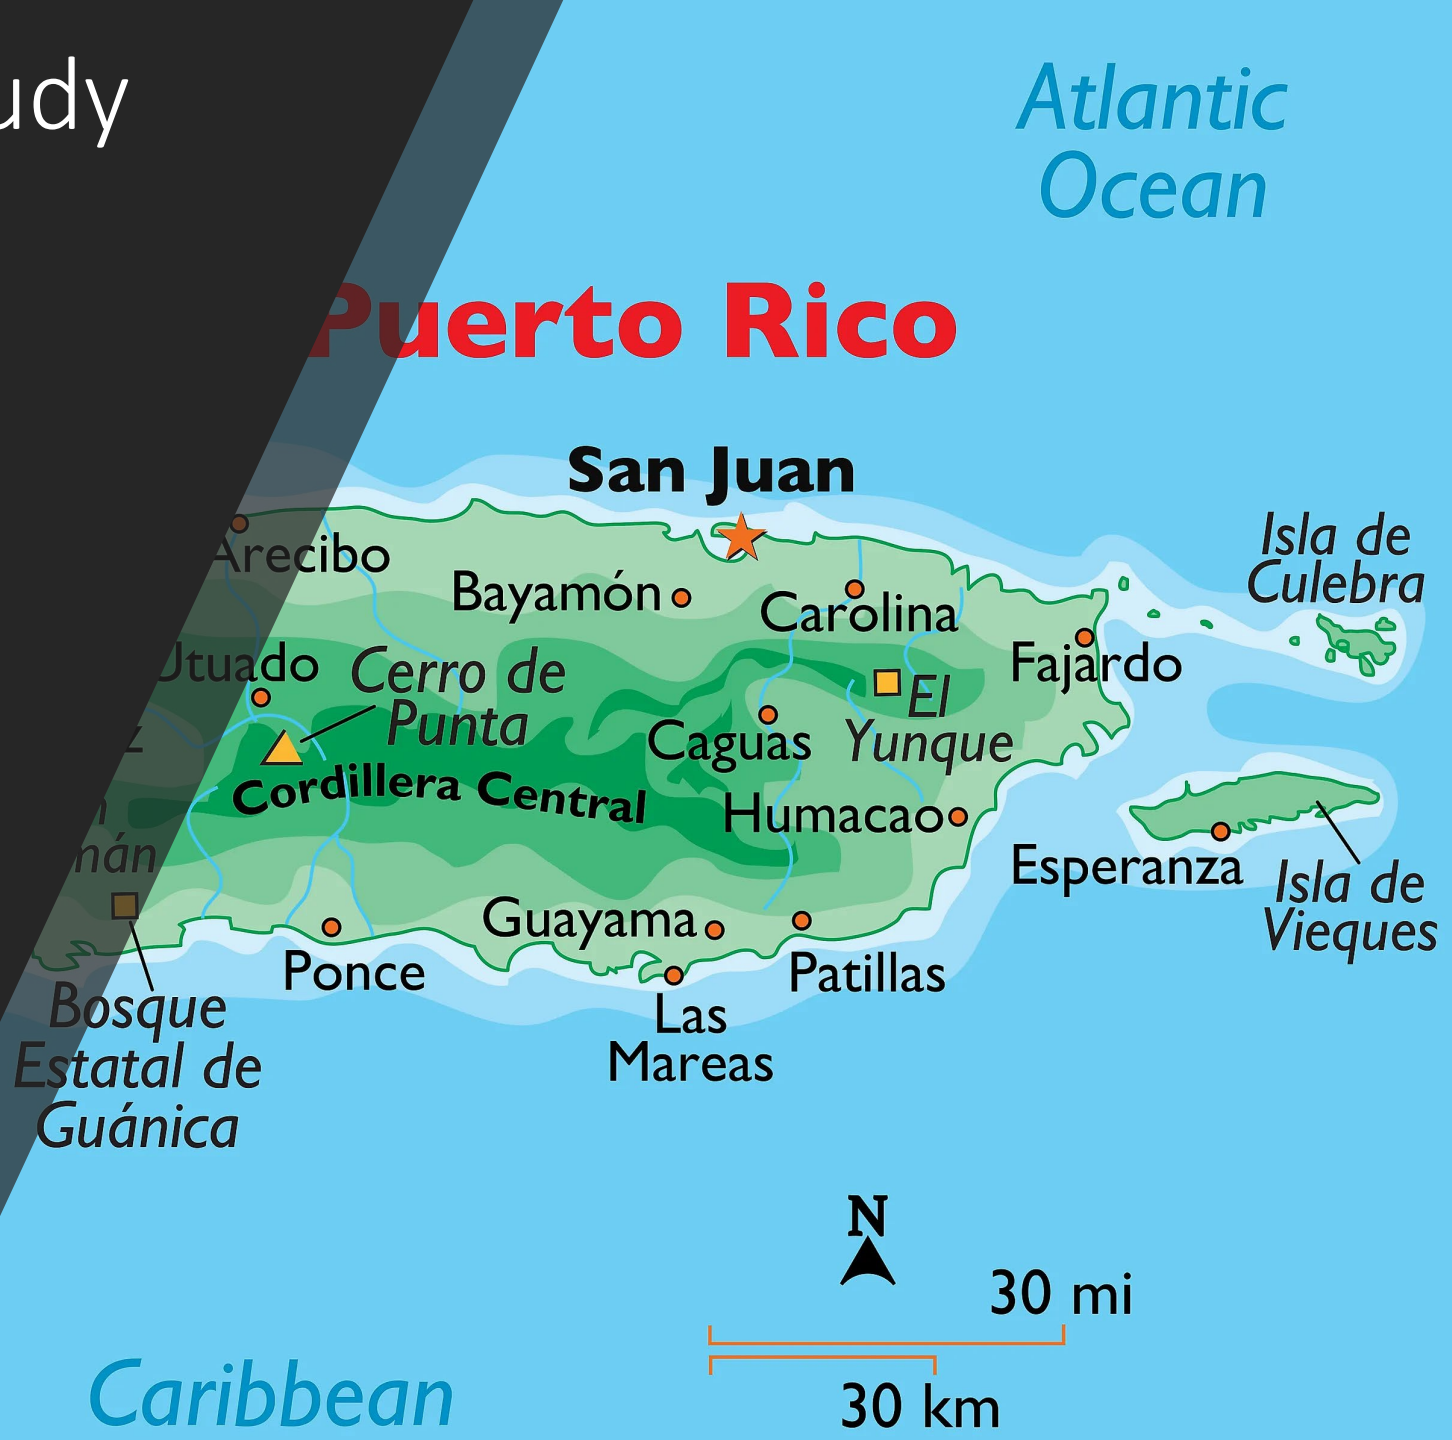 Atlantic
Ocean
Puerto Rico
San Juan
Isla de
Culebra
Arecibo
Bayamón
Carolina
Utuado
Cerro de
Punta
Fajardo
El
Yunque
Caguas
Cordillera Central
Humacao
Esperanza
Isla de
Vieques
Guayama
Ponce
Patillas
Las
Mareas
Bosque
Estatal de
Guánica
N
30 mi
30 km
Caribbean